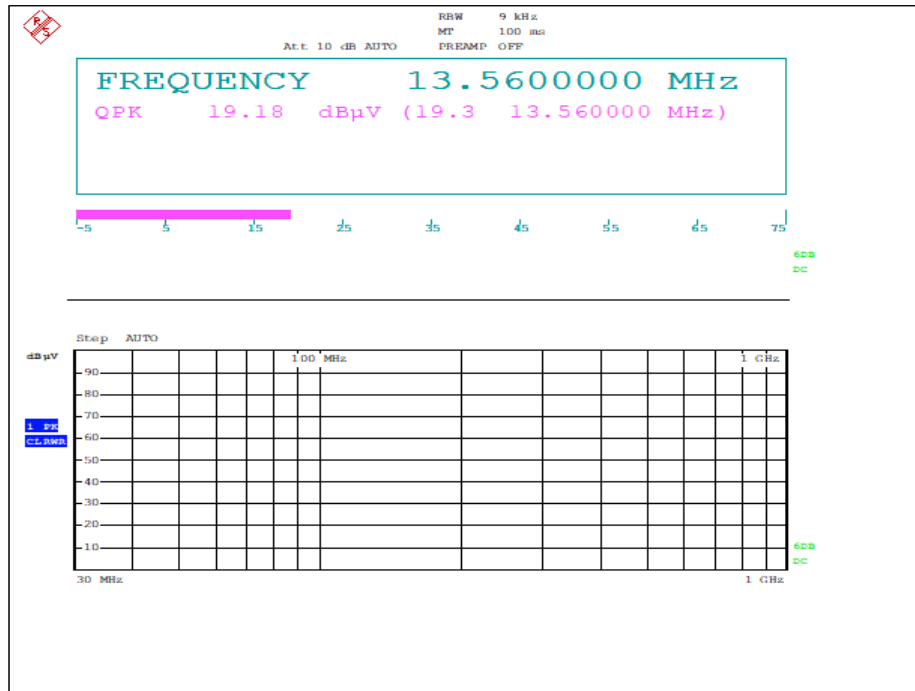 R S
RBW 9 kHz
MT 100 ms
Att 10 dB AUTO PREAMP OFF
FREQUENCY 13.5600000 MHz
QPK 19.18 dBµV (19.3 13.560000 MHz)
-5 5 15 25 35 45 55 65 75
6DB
DC
Step AUTO
dBµV
100 MHz 1 GHz
90
80
70
1 PK
60
CLRWR
50
40
30
20
10
6DB
DC
30 MHz 1 GHz